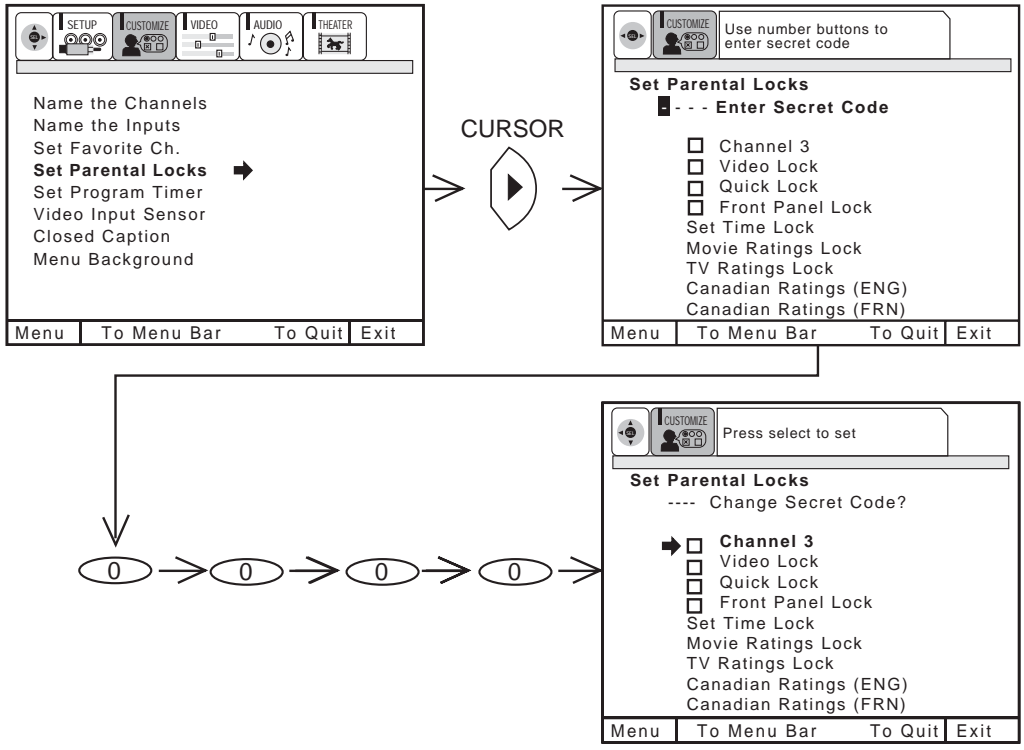 SETUP
CUSTOMIZE
VIDEO
AUDIO
THEATER
SEL
Name the Channels
Name the Inputs
Set Favorite Ch.
Set Parental Locks
Set Program Timer
Video Input Sensor
Closed Caption
Menu Background
Menu To Menu Bar To Quit Exit
CURSOR
SEL
CUSTOMIZE
Use number buttons to
enter secret code
Set Parental Locks
- - - - Enter Secret Code
Channel 3
Video Lock
Quick Lock
Front Panel Lock
Set Time Lock
Movie Ratings Lock
TV Ratings Lock
Canadian Ratings (ENG)
Canadian Ratings (FRN)
Menu To Menu Bar To Quit Exit
0 0 0 0
SEL
CUSTOMIZE
Press select to set
Set Parental Locks
---- Change Secret Code?
Channel 3
Video Lock
Quick Lock
Front Panel Lock
Set Time Lock
Movie Ratings Lock
TV Ratings Lock
Canadian Ratings (ENG)
Canadian Ratings (FRN)
Menu To Menu Bar To Quit Exit